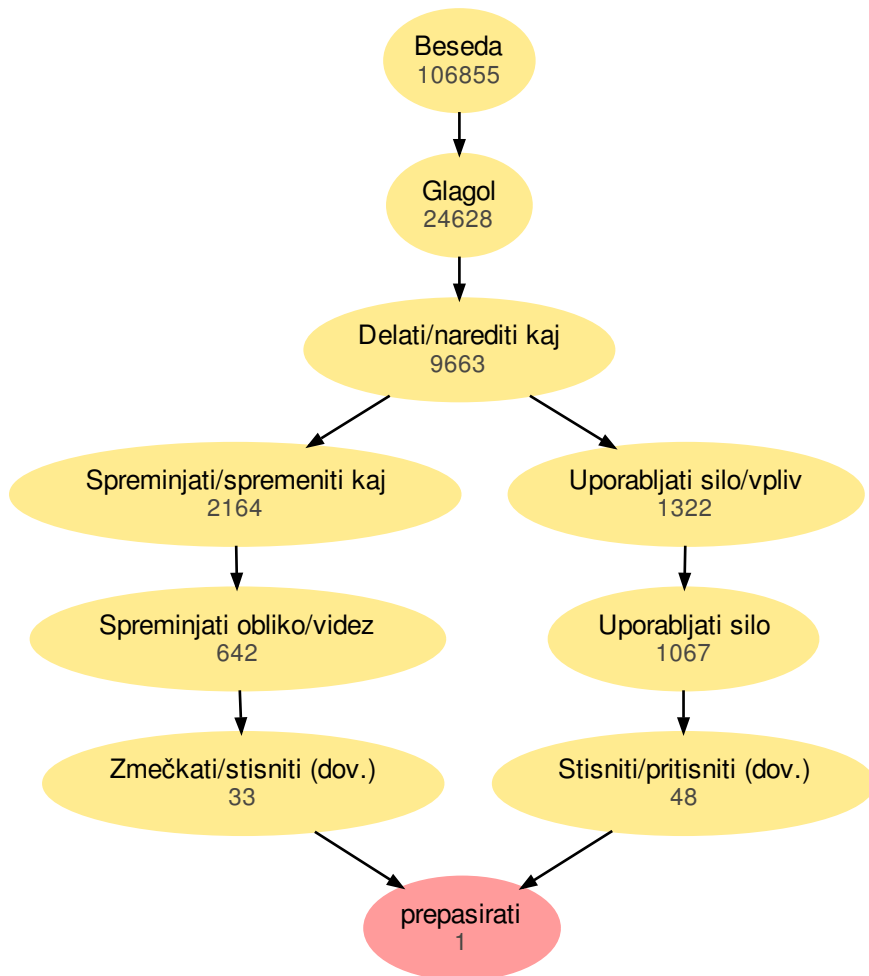 Beseda
106855
Glagol
24628
Delati/narediti kaj
9663
Spreminjati/spremeniti kaj
2164
Uporabljati silo/vpliv
1322
Spreminjati obliko/videz
642
Uporabljati silo
1067
Zmečkati/stisniti (dov.)
33
Stisniti/pritisniti (dov.)
48
prepasirati
1